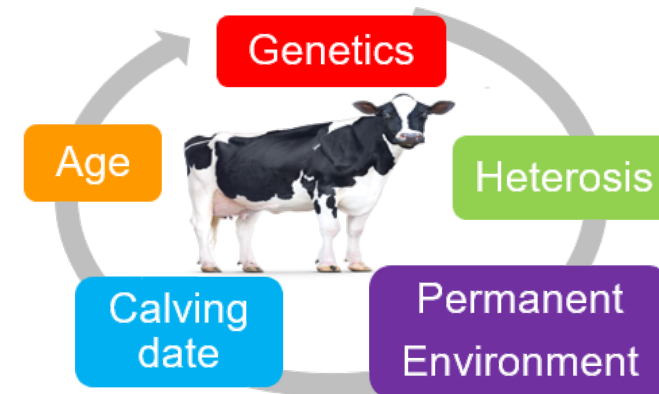 Genetics
Heterosis
Permanent
Environment
Calving
date
Age